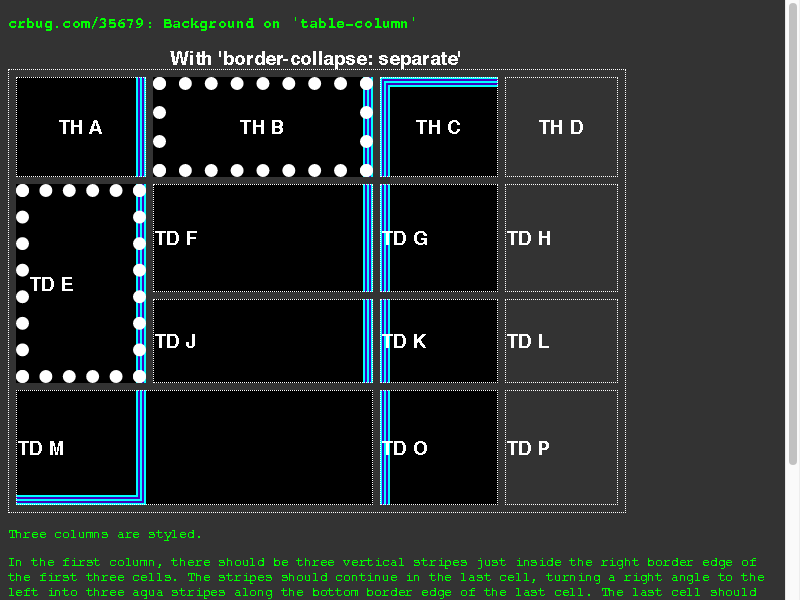 crbug.com/35679: Background on 'table-column'
With 'border-collapse: separate'
TH A
TH B
TH C
TH D
TD E
TD F
TD G
TD H
TD J
TD K
TD L
TD M
TD O
TD P
Three columns are styled.
In the first column, there should be three vertical stripes just inside the right border edge of
the first three cells. The stripes should continue in the last cell, turning a right angle to the
left into three aqua stripes along the bottom border edge of the last cell. The last cell should